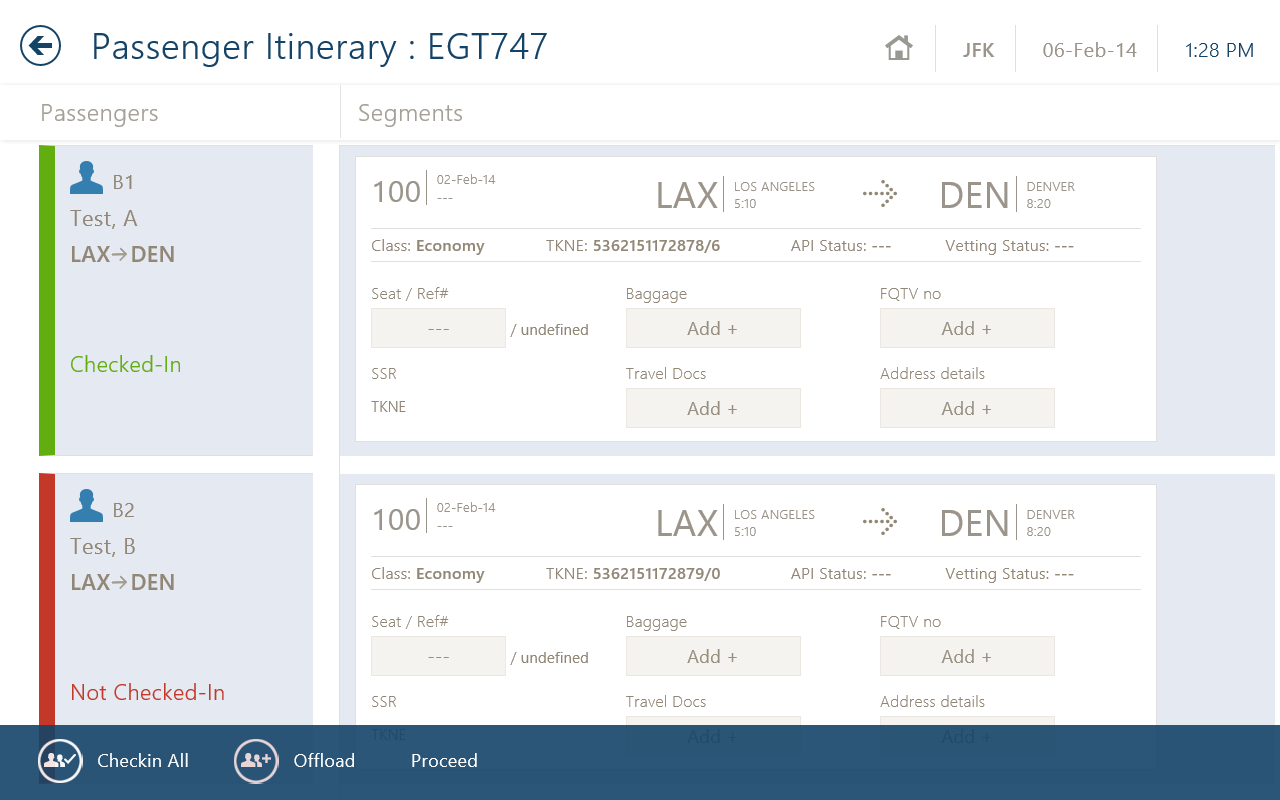 Passenger Itinerary : EGT747
JFK
06-Feb-14
1:28 PM
Passengers
Segments
B1
Test, A
LAX→DEN
Checked-In
100
02-Feb-14
---
LAX
LOS ANGELES
5:10
DEN
DENVER
8:20
Class: Economy
TKNE: 5362151172878/6
API Status: ---
Vetting Status: ---
Seat / Ref#
Baggage
FQTV no
---
/ undefined
Add +
Add +
SSR
Travel Docs
Address details
TKNE
Add +
Add +
B2
Test, B
LAX→DEN
Not Checked-In
100
02-Feb-14
---
LAX
LOS ANGELES
5:10
DEN
DENVER
8:20
Class: Economy
TKNE: 5362151172879/0
API Status: ---
Vetting Status: ---
Seat / Ref#
Baggage
FQTV no
---
/ undefined
Add +
Add +
SSR
Travel Docs
Address details
TKNE
Add +
Add +
Checkin All
Offload
Proceed